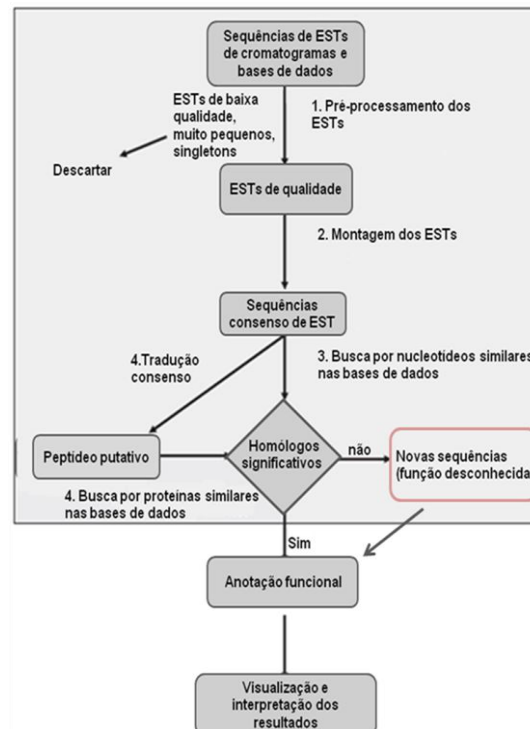 Sequências de ESTs
de cromatogramas e
bases de dados
ESTs de baixa
qualidade,
muito pequenos,
singletons
1. Pré-processamento dos
ESTs
Descartar
ESTs de qualidade
2. Montagem dos ESTs
Sequências
consenso de EST
4.Tradução
consenso
3. Busca por nucleotídeos similares
nas bases de dados
Peptídeo putativo
Homólogos
significativos
não
Novas sequências
(função desconhecida
4. Busca por proteínas similares
nas bases de dados
Sim
Anotação funcional
Visualização e
interpretação dos
resultados